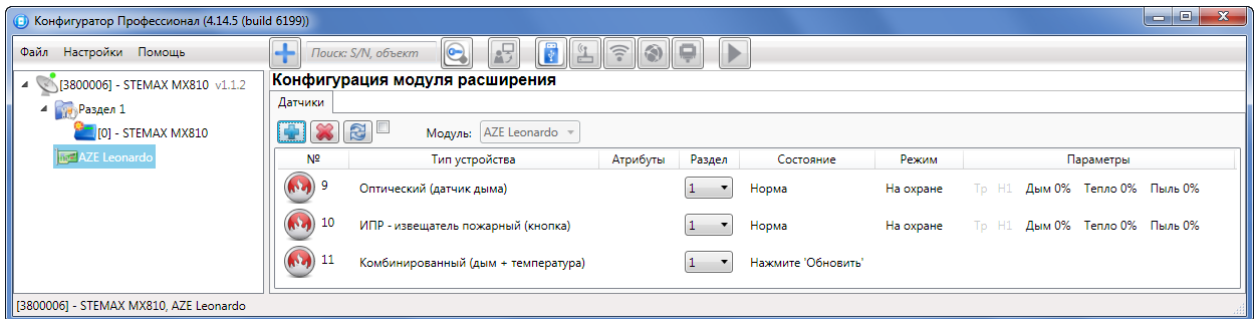 Конфигуратор Профессионал (4.14.5 (build 6199))
Файл Настройки Помощь
Поиск: S/N, объект
[3800006] - STEMAX MX810 v1.1.2
Раздел 1
[0] - STEMAX MX810
AZE Leonardo
Конфигурация модуля расширения
Датчики
Модуль: AZE Leonardo
№ Тип устройства Атрибуты Раздел Состояние Режим Параметры
9 Оптический (датчик дыма) 1 Норма На охране Тр Н1 Дым 0% Тепло 0% Пыль 0%
10 ИПР - извещатель пожарный (кнопка) 1 Норма На охране Тр Н1 Дым 0% Тепло 0% Пыль 0%
11 Комбинированный (дым + температура) 1 Нажмите 'Обновить'
[3800006] - STEMAX MX810, AZE Leonardo